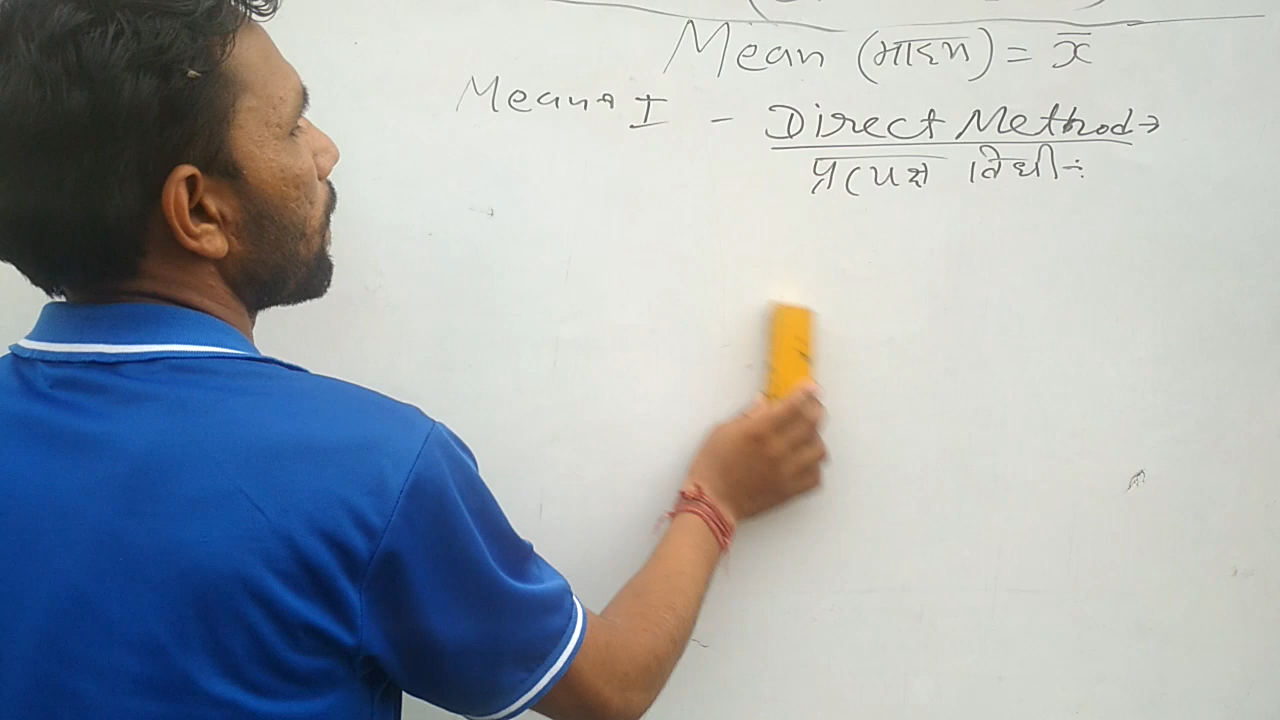 Mean (माध्य) = x̄
Mean I - Direct Method →
प्रत्यक्ष विधी ÷